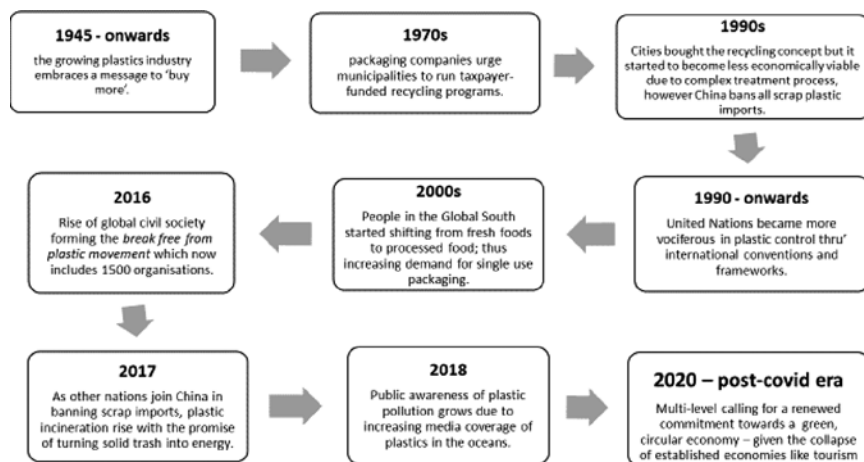 1945 - onwards
the growing plastics industry
embraces a message to 'buy
more'.
1970s
packaging companies urge
municipalities to run taxpayer-
funded recycling programs.
1990s
Cities bought the recycling concept but it
started to become less economically viable
due to complex treatment process,
however China bans all scrap plastic
imports.
1990 - onwards
United Nations became more
vociferous in plastic control thru'
international conventions and
frameworks.
2000s
People in the Global South
started shifting from fresh foods
to processed food; thus
increasing demand for single use
packaging.
2016
Rise of global civil society
forming the break free from
plastic movement which now
includes 1500 organisations.
2017
As other nations join China in
banning scrap imports, plastic
incineration rise with the promise
of turning solid trash into energy.
2018
Public awareness of plastic
pollution grows due to
increasing media coverage of
plastics in the oceans.
2020 – post-covid era
Multi-level calling for a renewed
commitment towards a green,
circular economy – given the collapse
of established economies like tourism